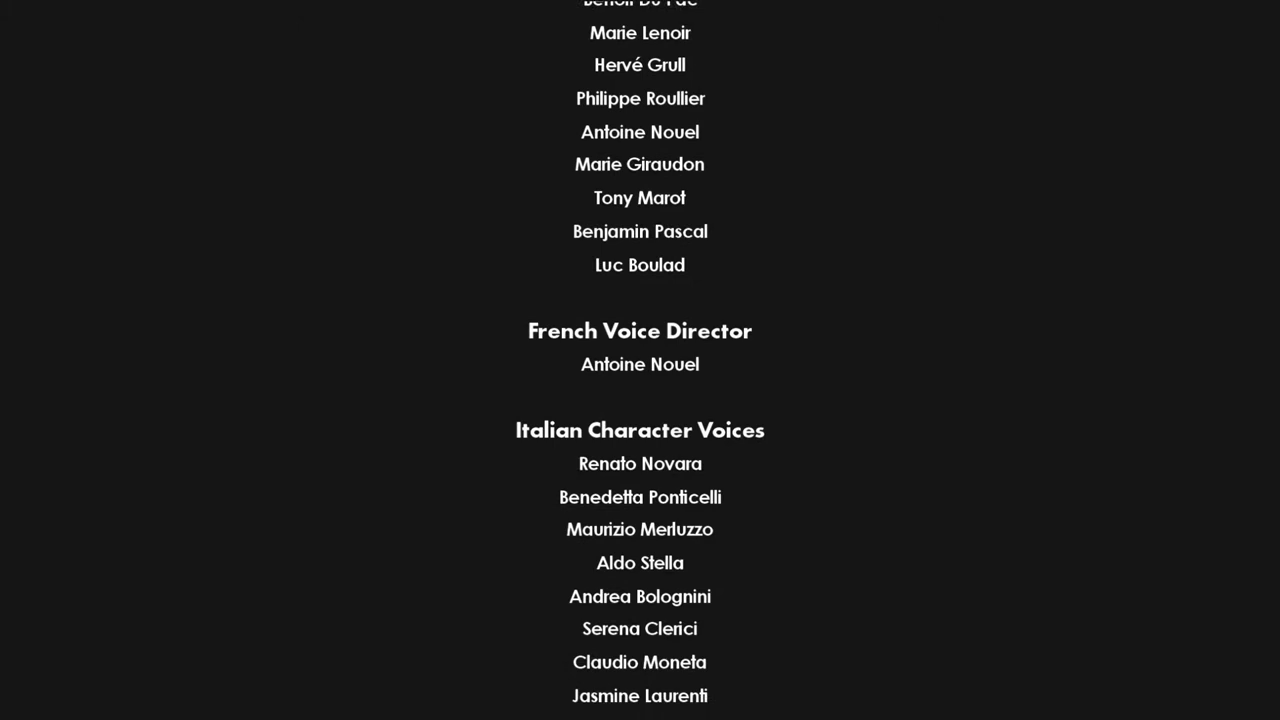 Marie Lenoir
Hervé Grull
Philippe Roullier
Antoine Nouel
Marie Giraudon
Tony Marot
Benjamin Pascal
Luc Boulad
French Voice Director
Antoine Nouel
Italian Character Voices
Renato Novara
Benedetta Ponticelli
Maurizio Merluzzo
Aldo Stella
Andrea Bolognini
Serena Clerici
Claudio Moneta
Jasmine Laurenti